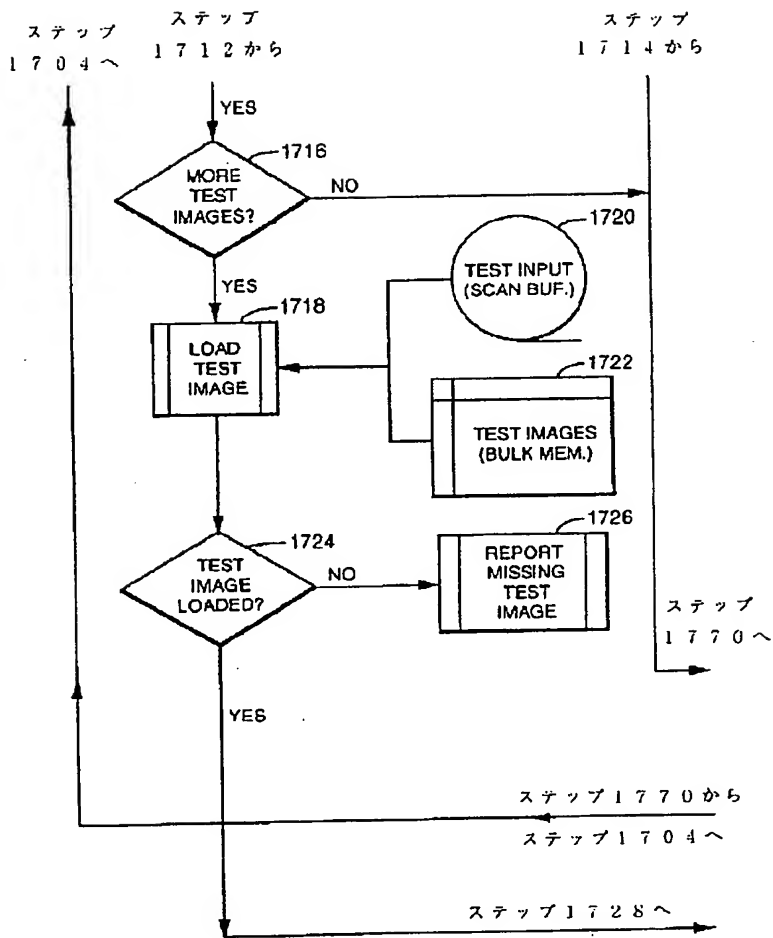 ステップ
1704へ
ステップ
1712から
ステップ
1714から
YES
1716
MORE
TEST
IMAGES?
NO
1720
TEST INPUT
(SCAN BUF.)
YES
1718
LOAD
TEST
IMAGE
1722
TEST IMAGES
(BULK MEM.)
1724
TEST
IMAGE
LOADED?
NO
1726
REPORT
MISSING
TEST
IMAGE
ステップ
1770へ
YES
ステップ1770から
ステップ1704へ
ステップ1728へ